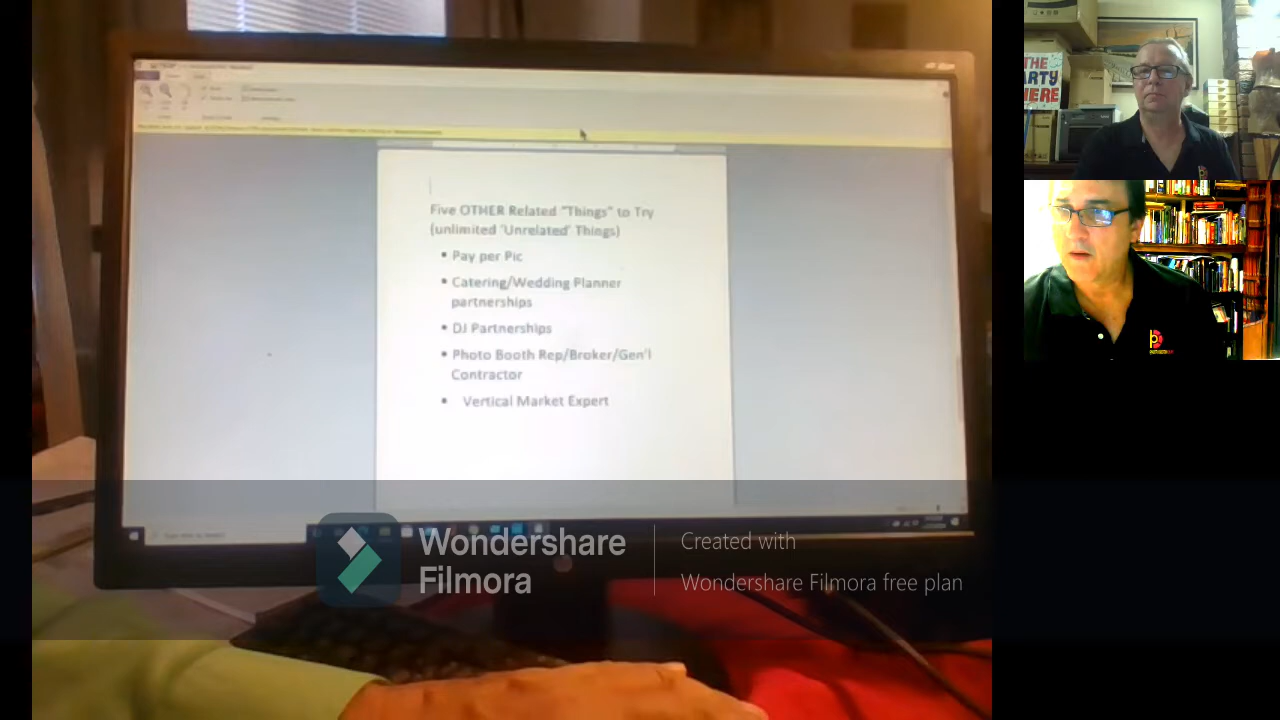 Five OTHER Related "Things" to Try
(unlimited 'Unrelated' Things)
• Pay per Pic
• Catering/Wedding Planner
partnerships
• DJ Partnerships
• Photo Booth Rep/Broker/Gen'l
Contractor
• Vertical Market Expert
THE
ARTY
HERE
Wondershare
Filmora
Created with
Wondershare Filmora free plan